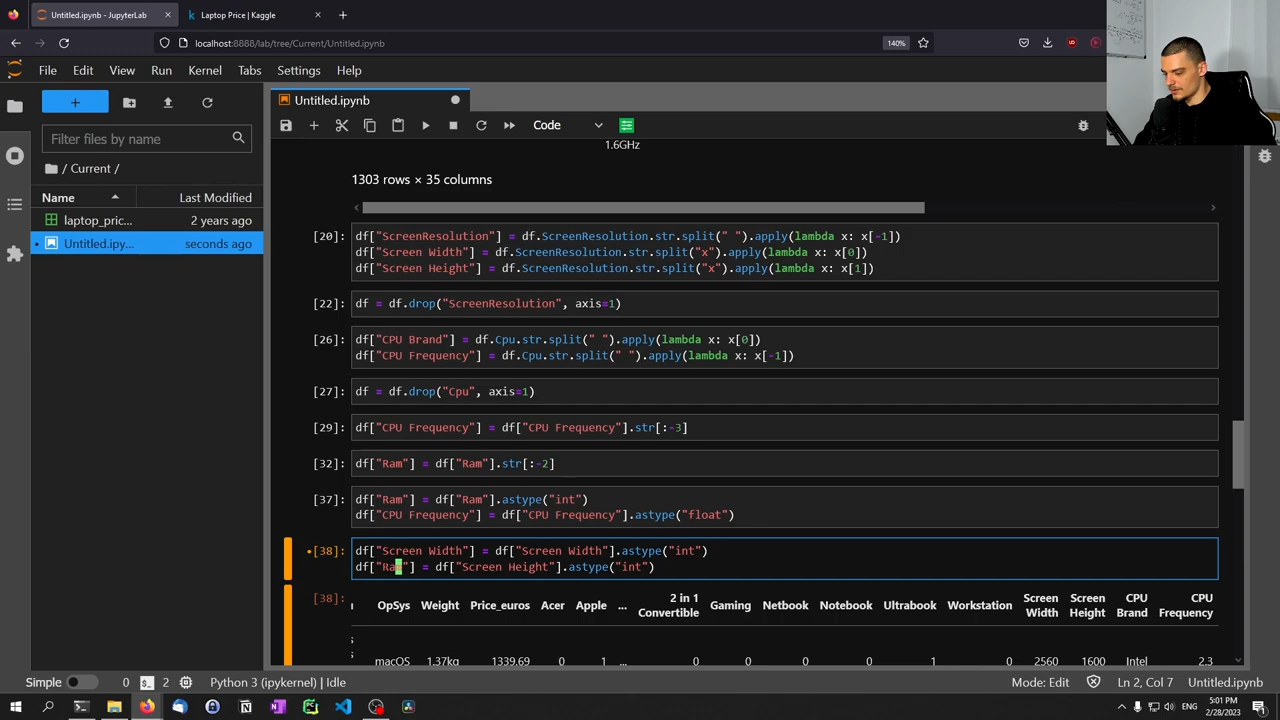 Untitled.ipynb - JupyterLab
Laptop Price | Kaggle
localhost:8888/lab/tree/Current/Untitled.ipynb
140%
File Edit View Run Kernel Tabs Settings Help
Untitled.ipynb
Filter files by name
Code
/ Current /
1.6GHz
Name Last Modified
1303 rows × 35 columns
laptop_pric... 2 years ago
Untitled.ipy... seconds ago
[20]: df["ScreenResolution"] = df.ScreenResolution.str.split(" ").apply(lambda x: x[-1])
df["Screen Width"] = df.ScreenResolution.str.split("x").apply(lambda x: x[0])
df["Screen Height"] = df.ScreenResolution.str.split("x").apply(lambda x: x[1])
[22]: df = df.drop("ScreenResolution", axis=1)
[26]: df["CPU Brand"] = df.Cpu.str.split(" ").apply(lambda x: x[0])
df["CPU Frequency"] = df.Cpu.str.split(" ").apply(lambda x: x[-1])
[27]: df = df.drop("Cpu", axis=1)
[29]: df["CPU Frequency"] = df["CPU Frequency"].str[:-3]
[32]: df["Ram"] = df["Ram"].str[:-2]
[37]: df["Ram"] = df["Ram"].astype("int")
df["CPU Frequency"] = df["CPU Frequency"].astype("float")
[38]: df["Screen Width"] = df["Screen Width"].astype("int")
df["Ram"] = df["Screen Height"].astype("int")
[38]: OpSys Weight Price_euros Acer Apple ... 2 in 1 Convertible Gaming Netbook Notebook Ultrabook Workstation Screen Width Screen Height CPU Brand CPU Frequency
macOS 1.37kg 1339.69 0 1 0 0 0 0 1 0 2560 1600 Intel 2.3
Simple 0 2 Python 3 (ipykernel) | Idle Mode: Edit Ln 2, Col 7 Untitled.ipynb
ENG 5:01 PM
2/28/2023